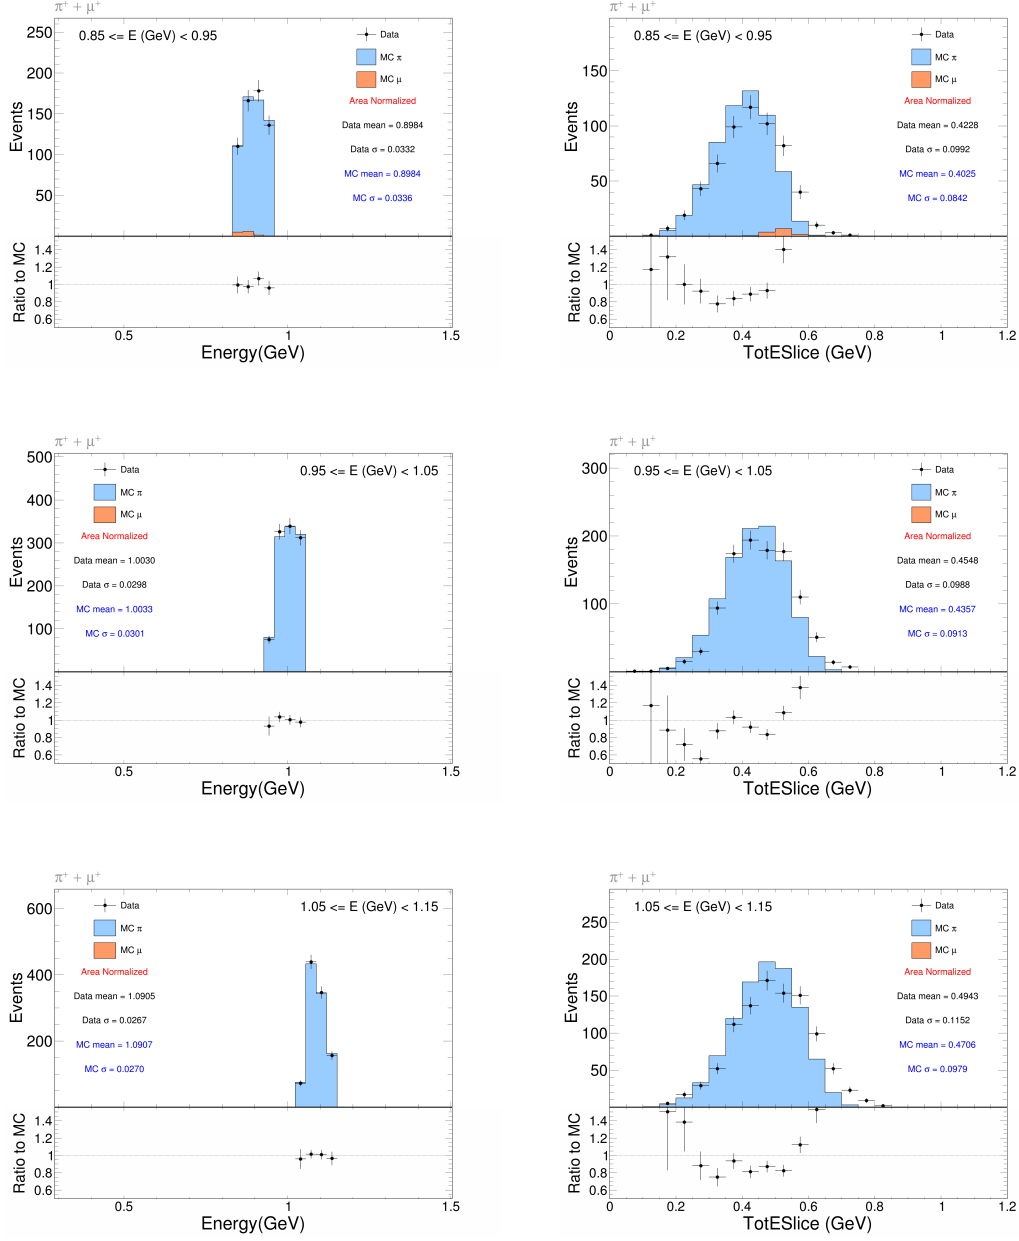 π⁺ + μ⁺
0.85 <= E (GeV) < 0.95
Data
MC π
MC μ
Area Normalized
Data mean = 0.8984
Data σ = 0.0332
MC mean = 0.8984
MC σ = 0.0336
Events
250
200
150
100
50
Ratio to MC
1.4
1.2
1
0.8
0.6
0.5
1
1.5
Energy(GeV)
π⁺ + μ⁺
0.85 <= E (GeV) < 0.95
Data
MC π
MC μ
Area Normalized
Data mean = 0.4228
Data σ = 0.0992
MC mean = 0.4025
MC σ = 0.0842
Events
150
100
50
Ratio to MC
1.4
1.2
1
0.8
0.6
0
0.2
0.4
0.6
0.8
1
1.2
TotESlice (GeV)
π⁺ + μ⁺
0.95 <= E (GeV) < 1.05
Data
MC π
MC μ
Area Normalized
Data mean = 1.0030
Data σ = 0.0298
MC mean = 1.0033
MC σ = 0.0301
Events
500
400
300
200
100
Ratio to MC
1.4
1.2
1
0.8
0.6
0.5
1
1.5
Energy(GeV)
π⁺ + μ⁺
0.95 <= E (GeV) < 1.05
Data
MC π
MC μ
Area Normalized
Data mean = 0.4548
Data σ = 0.0988
MC mean = 0.4357
MC σ = 0.0913
Events
300
200
100
Ratio to MC
1.4
1.2
1
0.8
0.6
0
0.2
0.4
0.6
0.8
1
1.2
TotESlice (GeV)
π⁺ + μ⁺
1.05 <= E (GeV) < 1.15
Data
MC π
MC μ
Area Normalized
Data mean = 1.0905
Data σ = 0.0267
MC mean = 1.0907
MC σ = 0.0270
Events
600
400
200
Ratio to MC
1.4
1.2
1
0.8
0.6
0.5
1
1.5
Energy(GeV)
π⁺ + μ⁺
1.05 <= E (GeV) < 1.15
Data
MC π
MC μ
Area Normalized
Data mean = 0.4943
Data σ = 0.1152
MC mean = 0.4706
MC σ = 0.0979
Events
250
200
150
100
50
Ratio to MC
1.4
1.2
1
0.8
0.6
0
0.2
0.4
0.6
0.8
1
1.2
TotESlice (GeV)